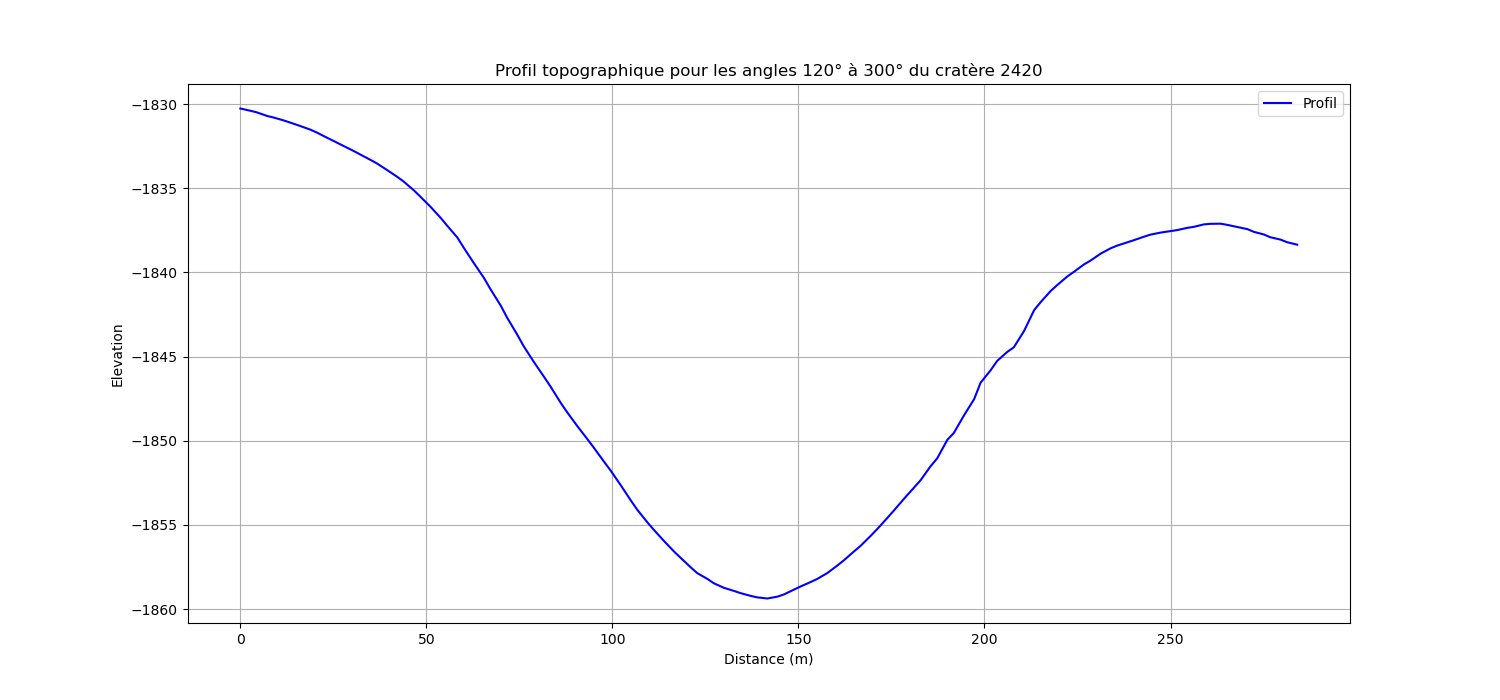 Profil topographique pour les angles 120° à 300° du cratère 2420
Profil
−1830
−1835
−1840
−1845
−1850
−1855
−1860
Elevation
0 50 100 150 200 250
Distance (m)